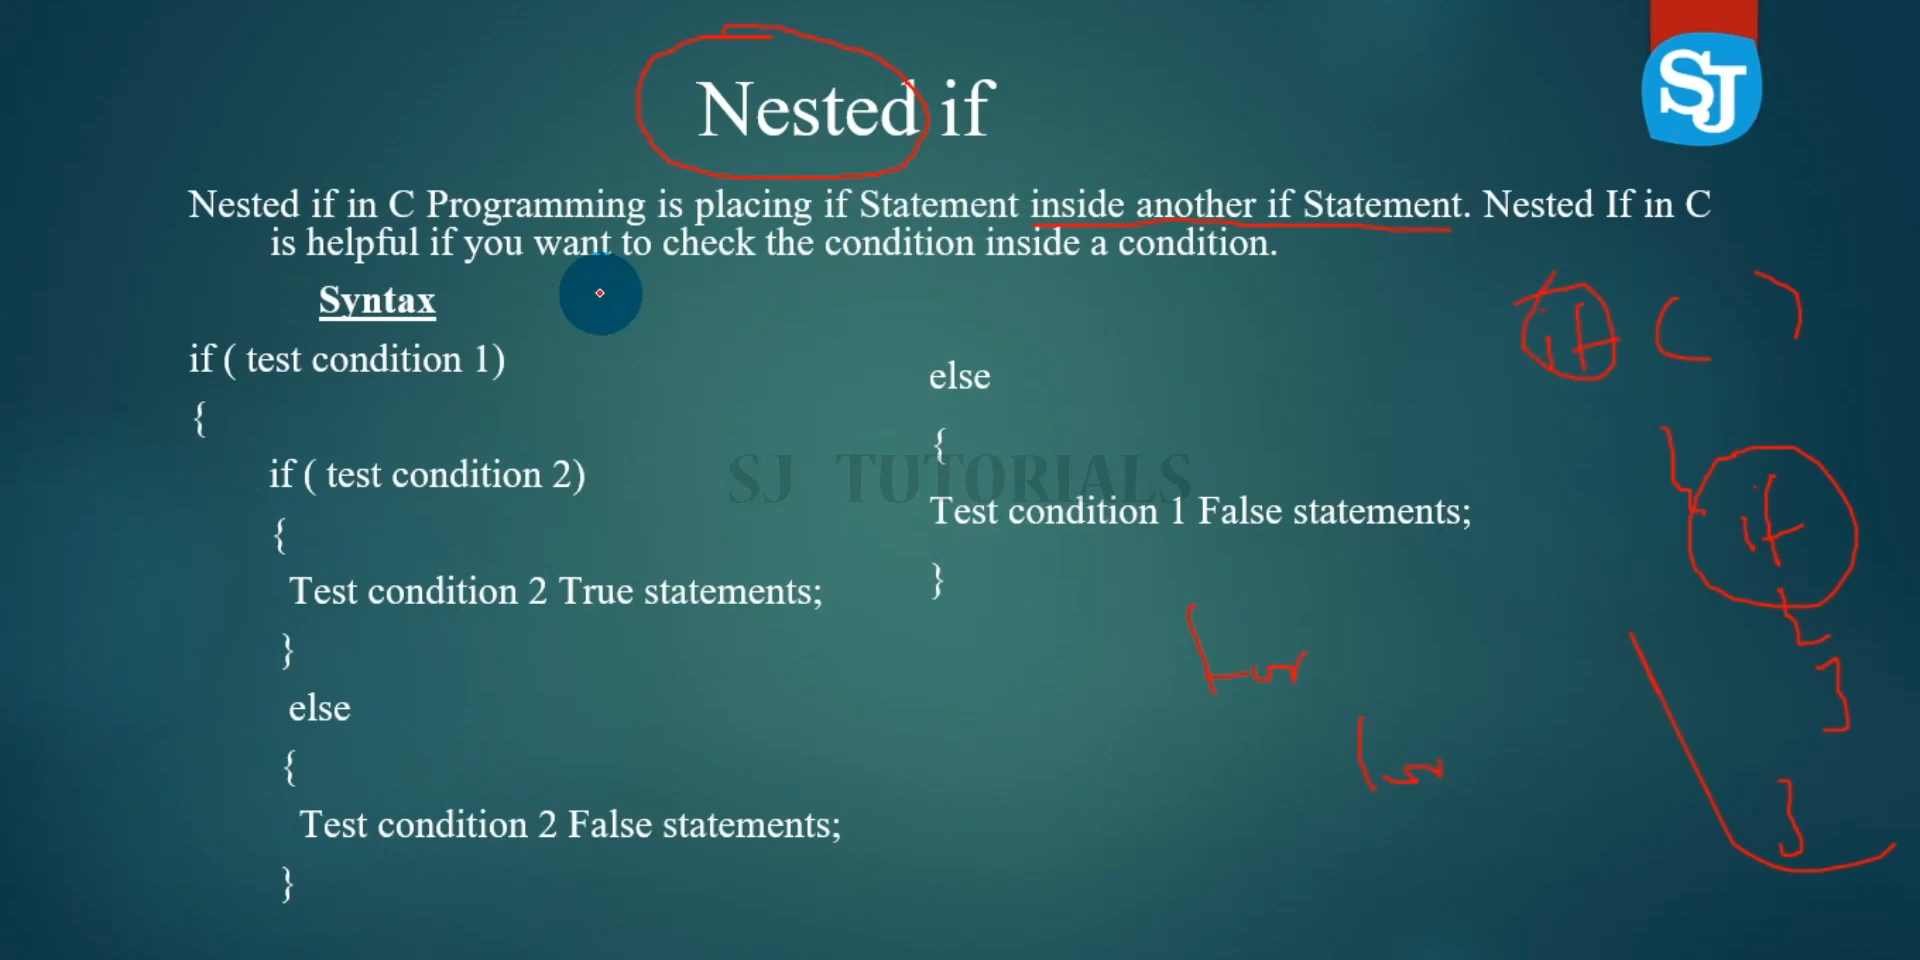 SJ
Nested if
Nested if in C Programming is placing if Statement inside another if Statement. Nested If in C
is helpful if you want to check the condition inside a condition.
Syntax
if ( test condition 1)
{
if ( test condition 2)
{
Test condition 2 True statements;
}
else
{
Test condition 2 False statements;
}
else
{
Test condition 1 False statements;
}
SJ TUTORIALS
if ( )
{
if
{
}
}
for
for